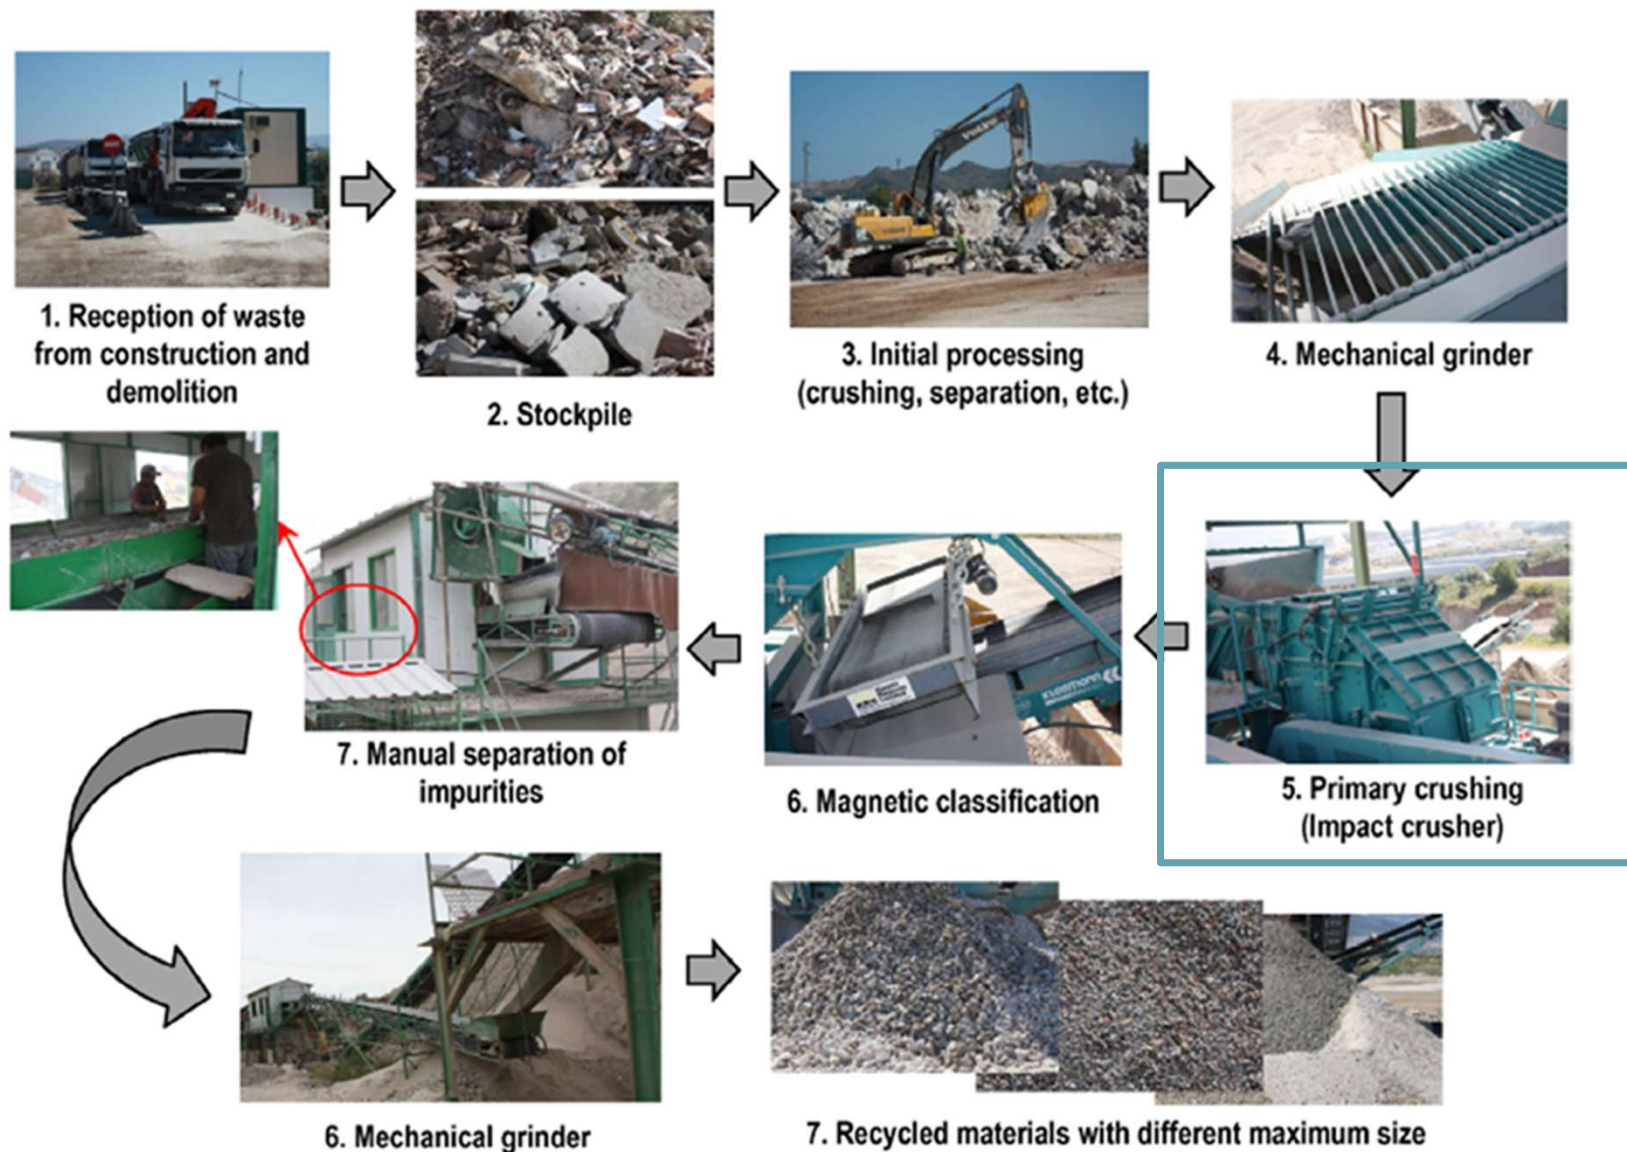 1. Reception of waste
from construction and
demolition
2. Stockpile
VOLVO
3. Initial processing
(crushing, separation, etc.)
4. Mechanical grinder
5. Primary crushing
(Impact crusher)
kleemann
6. Magnetic classification
7. Manual separation of
impurities
6. Mechanical grinder
7. Recycled materials with different maximum size